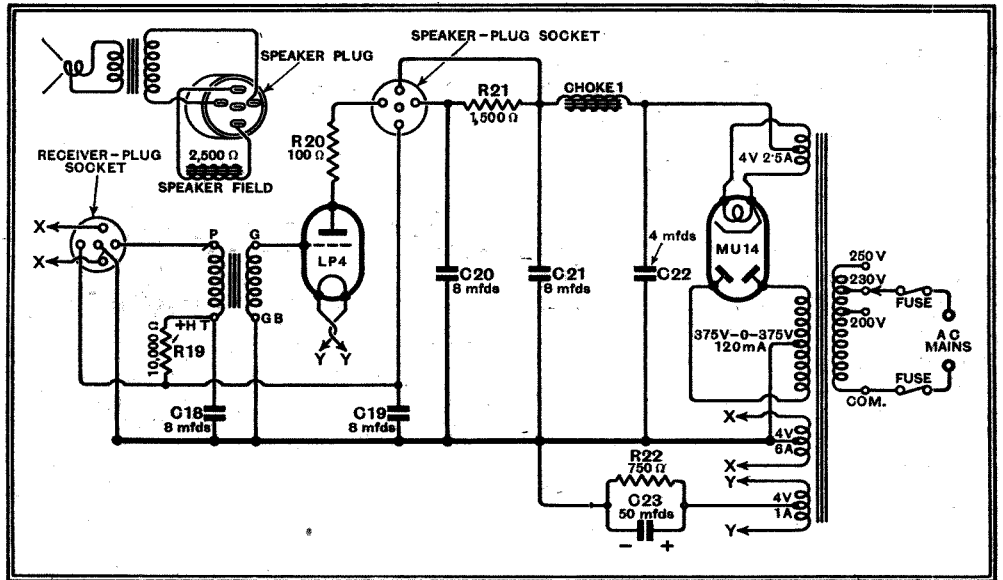 SPEAKER-PLUG SOCKET
SPEAKER PLUG
R21
1,500 Ω
CHOKE 1
R20
100 Ω
RECEIVER-PLUG
SOCKET
2,500 Ω
SPEAKER FIELD
4V 2·5A
X
X
P
G
LP4
4 mfds
MU14
C20
8 mfds
C21
8 mfds
C22
250 V
230V
200V
FUSE
A C
MAINS
FUSE
COM.
+HT
GB
10,000 Ω
R19
Y Y
375V-0-375V
120mA
C18
8 mfds
C19
8 mfds
X
4V
6A
X
R22
750 Ω
C23
50 mfds
- +
Y
4V
1A
Y